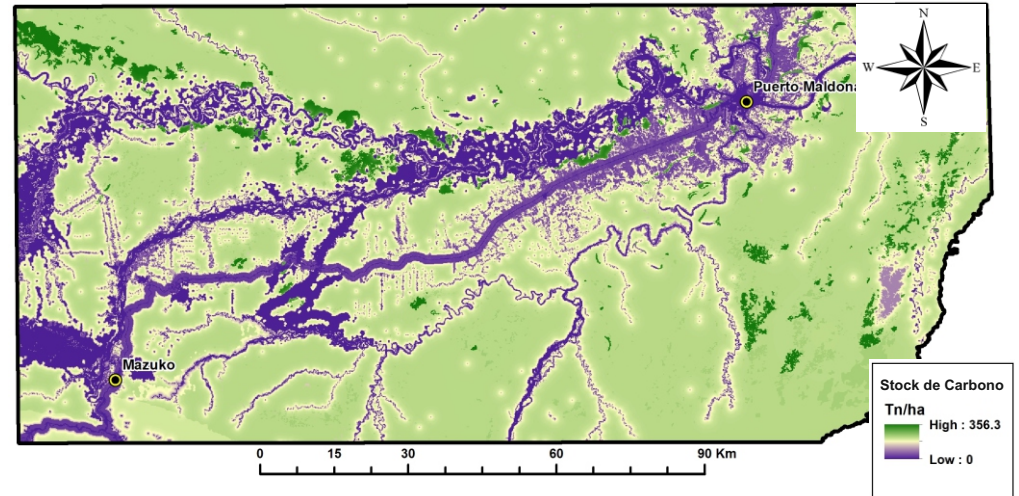 N
W E
S
Puerto Maldona
Mazuko
Stock de Carbono
Tn/ha
High : 356.3
Low : 0
0 15 30 60 90 Km